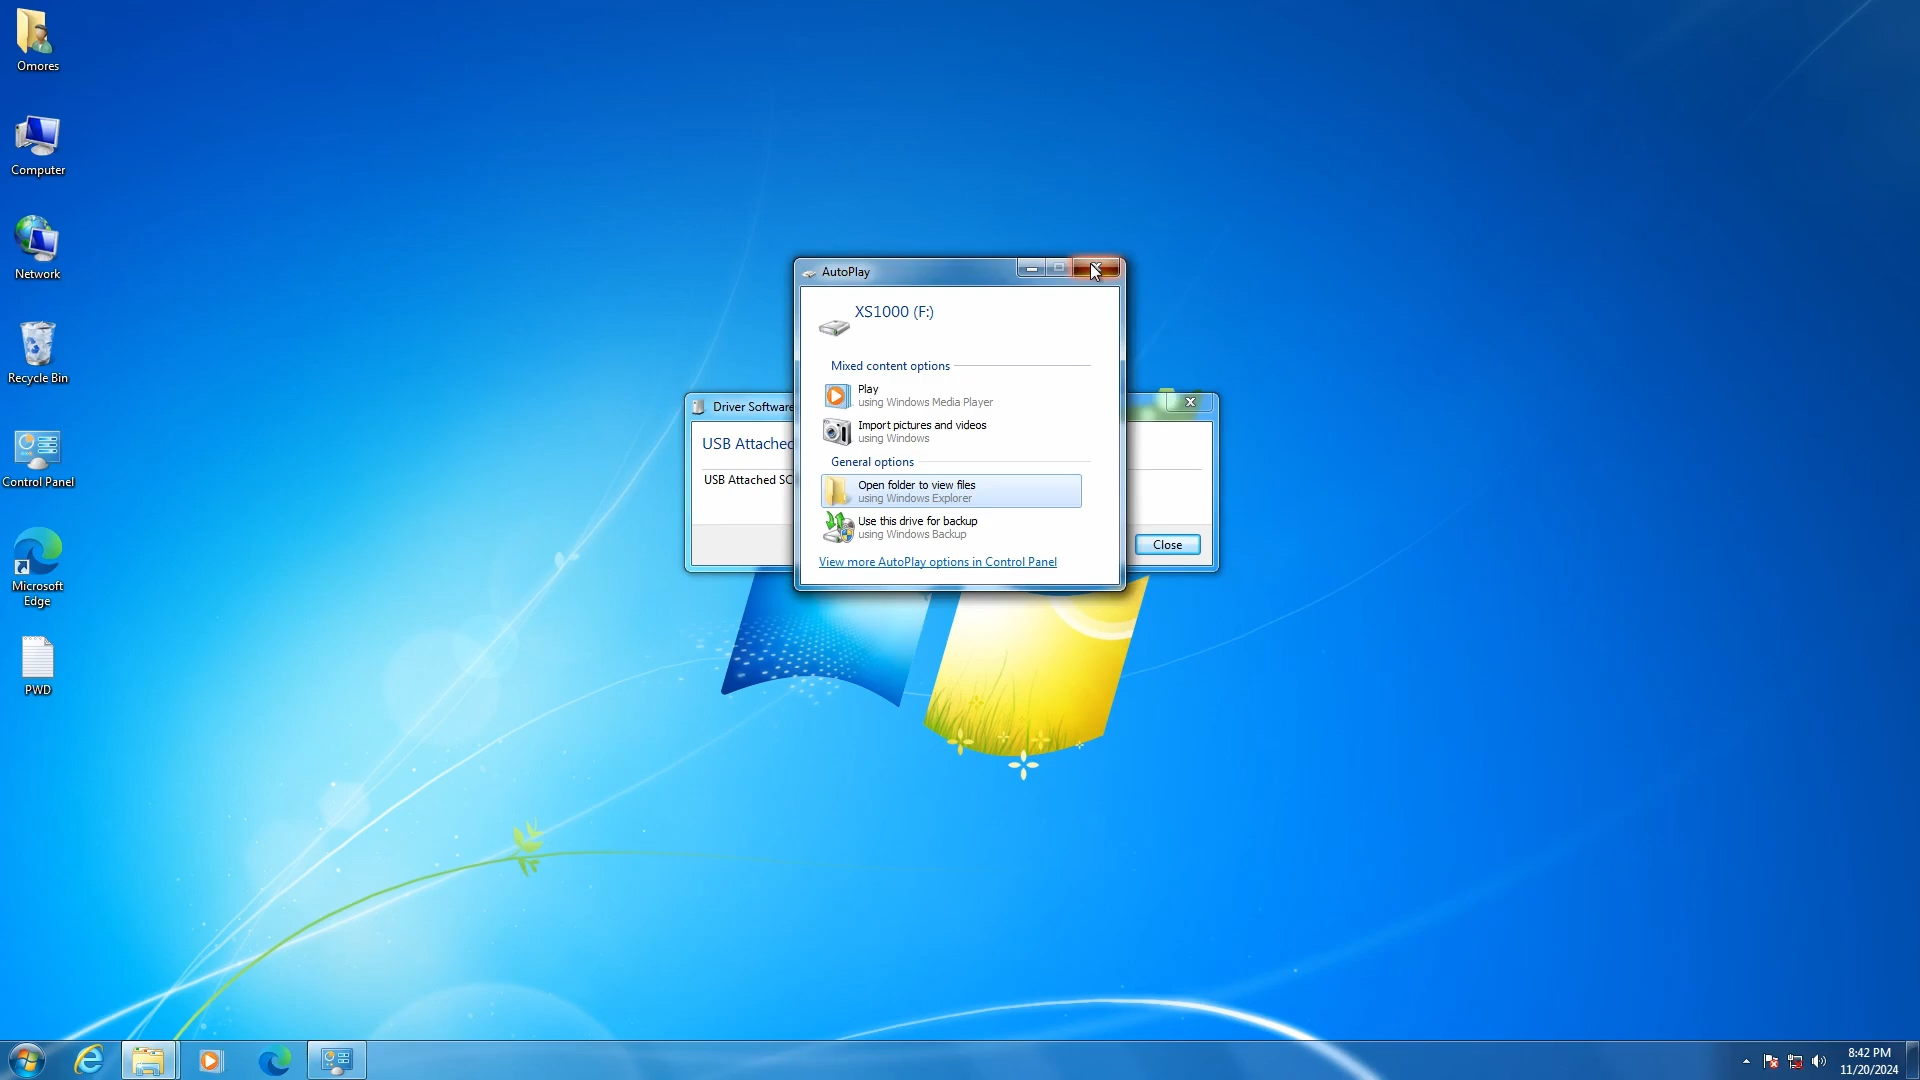 Omores
Computer
Network
Recycle Bin
Control Panel
Microsoft
Edge
PWD
AutoPlay
XS1000 (F:)
Mixed content options
Play
using Windows Media Player
Import pictures and videos
using Windows
General options
Open folder to view files
using Windows Explorer
Use this drive for backup
using Windows Backup
View more AutoPlay options in Control Panel
Driver Software
USB Attached
USB Attached SC
Close
8:42 PM
11/20/2024